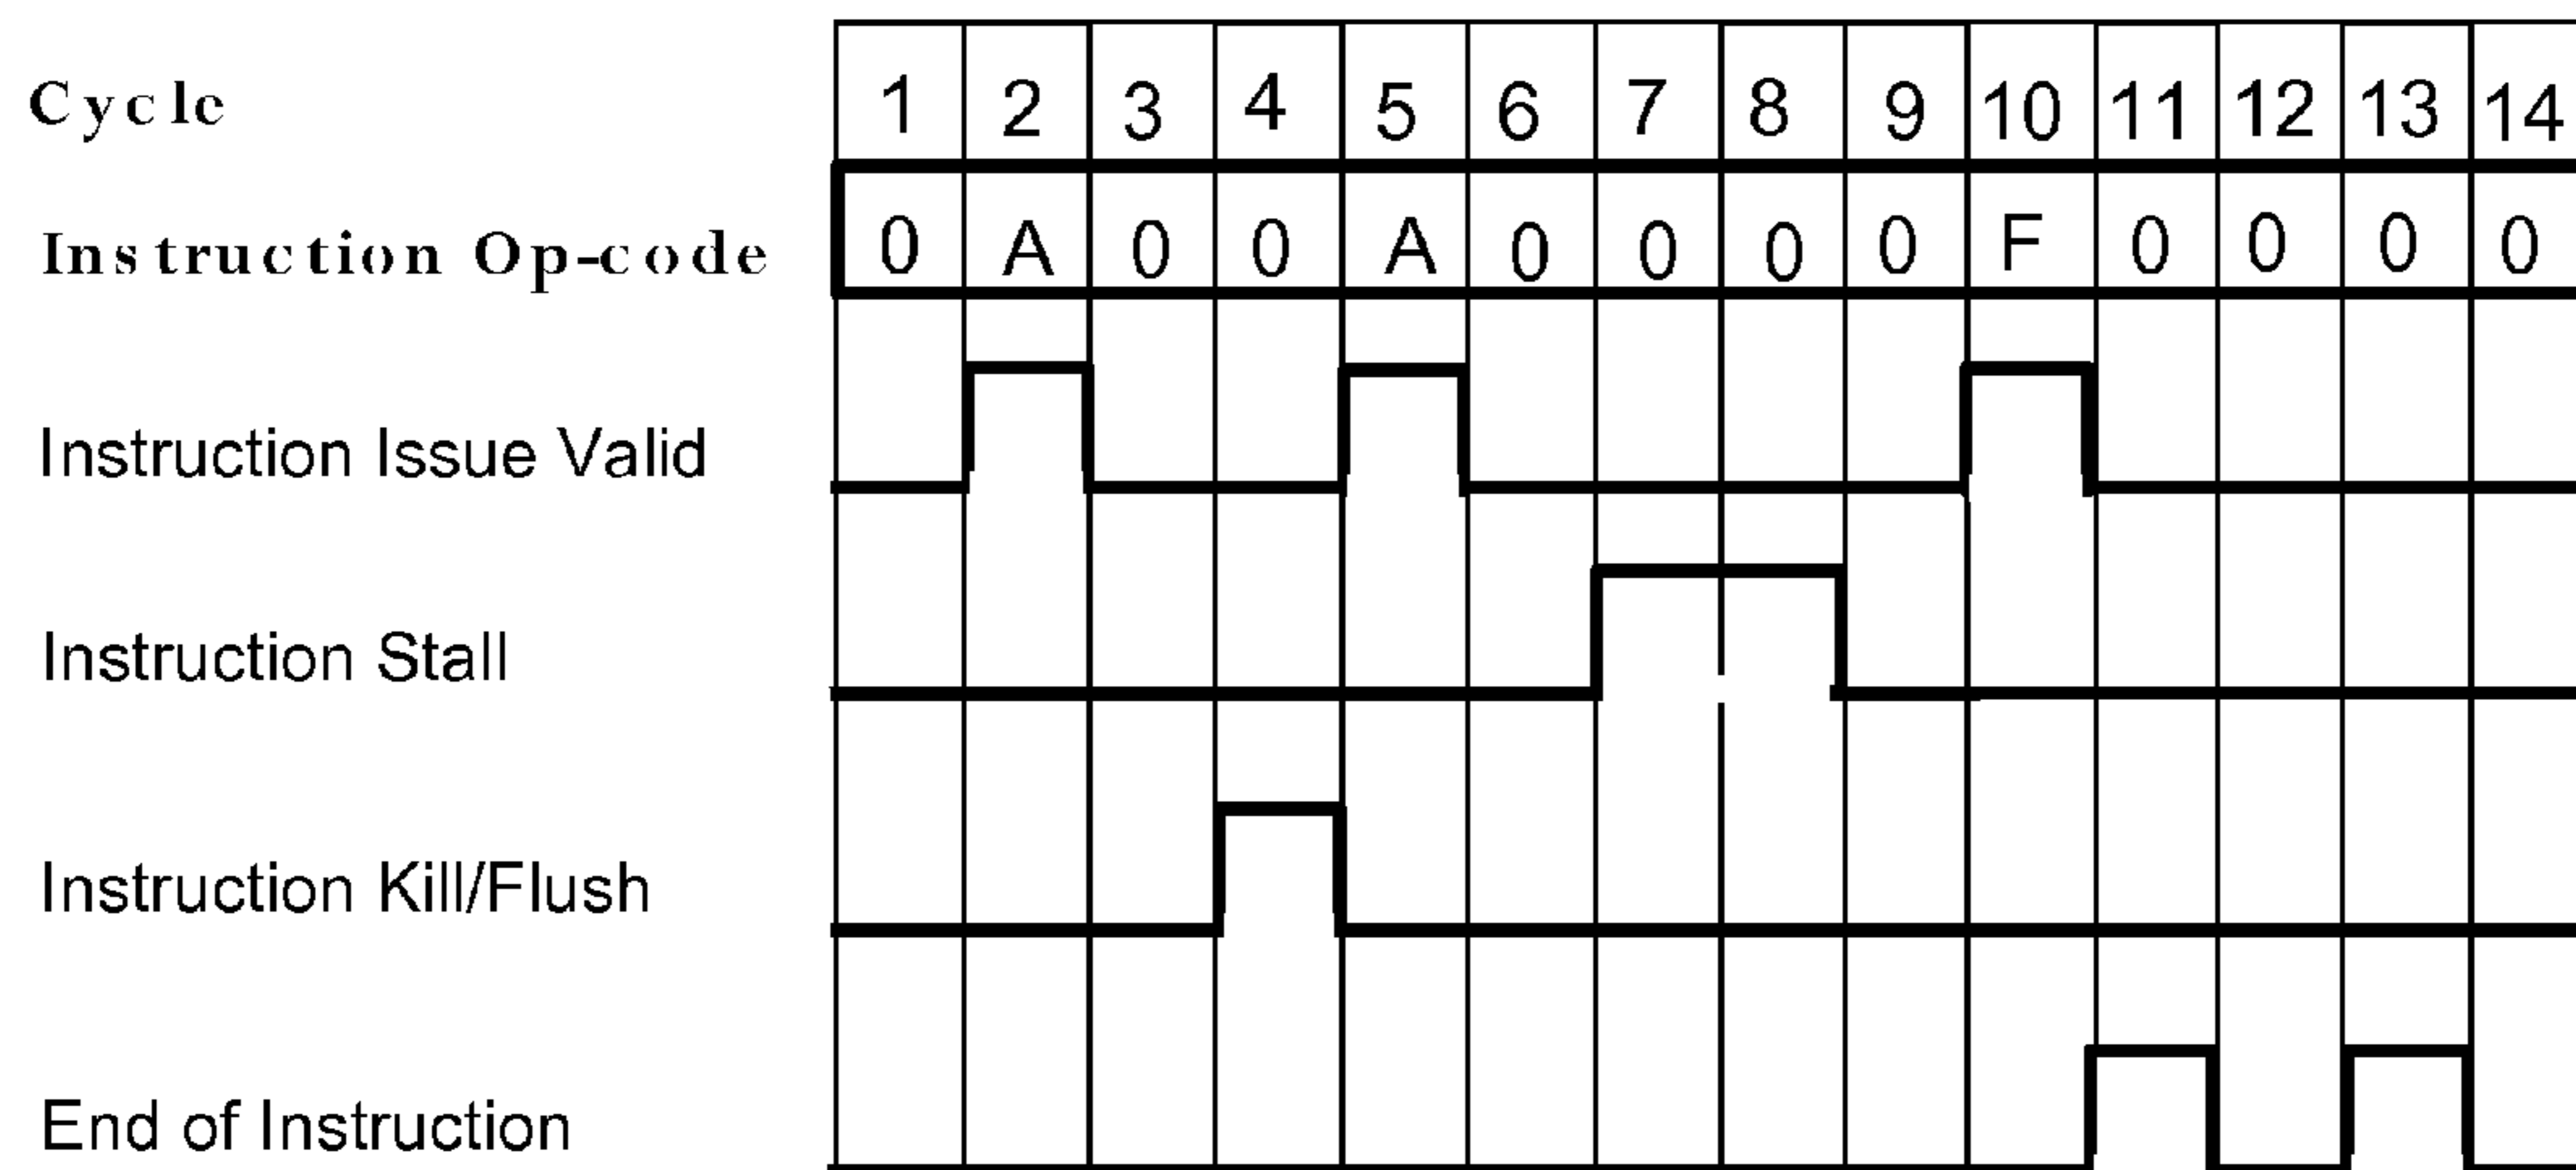 Cycle 1 2 3 4 5 6 7 8 9 10 11 12 13 14
Instruction Op-code 0 A 0 0 A 0 0 0 0 F 0 0 0 0
Instruction Issue Valid
Instruction Stall
Instruction Kill/Flush
End of Instruction